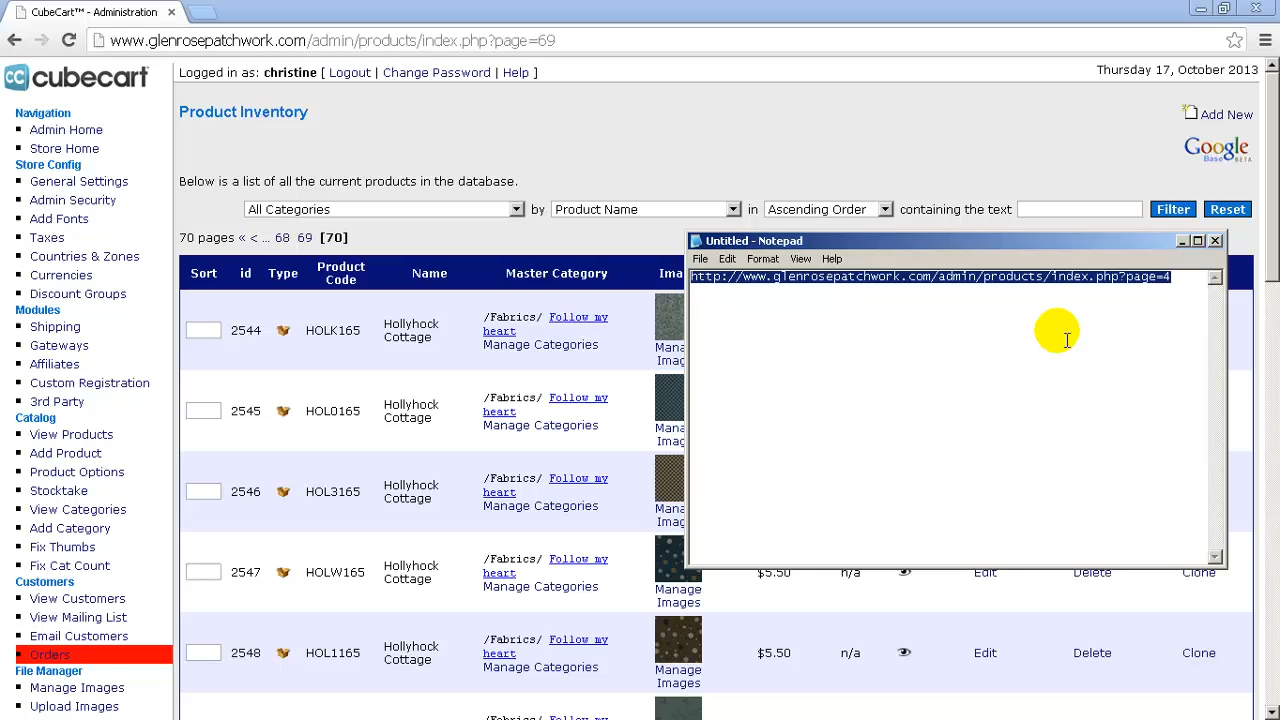 CubeCart™ - Administration
www.glenrosepatchwork.com/admin/products/index.php?page=69
cubecart
Logged in as: christine [ Logout | Change Password | Help ]
Thursday 17, October 2013
Navigation
Admin Home
Store Home
Store Config
General Settings
Admin Security
Add Fonts
Taxes
Countries & Zones
Currencies
Discount Groups
Modules
Shipping
Gateways
Affiliates
Custom Registration
3rd Party
Catalog
View Products
Add Product
Product Options
Stocktake
View Categories
Add Category
Fix Thumbs
Fix Cat Count
Customers
View Customers
View Mailing List
Email Customers
Orders
File Manager
Manage Images
Upload Images
Product Inventory
Add New
Google
BASE BETA
Below is a list of all the current products in the database.
All Categories by Product Name in Ascending Order containing the text Filter Reset
70 pages « < ... 68 69 [70]
Sort id Type Product Code Name Master Category
2544 HOLK165 Hollyhock Cottage /Fabrics/ Follow my heart
Manage Categories
2545 HOL0165 Hollyhock Cottage /Fabrics/ Follow my heart
Manage Categories
2546 HOL3165 Hollyhock Cottage /Fabrics/ Follow my heart
Manage Categories
2547 HOLW165 Hollyhock Cottage /Fabrics/ Follow my heart
Manage Categories
Manage Images
$5.50 n/a Edit Delete Clone
2548 HOL1165 Hollyhock Cottage /Fabrics/ Follow my heart
Manage Categories
Manage Images
$5.50 n/a Edit Delete Clone
Untitled - Notepad
File Edit Format View Help
http://www.glenrosepatchwork.com/admin/products/index.php?page=4